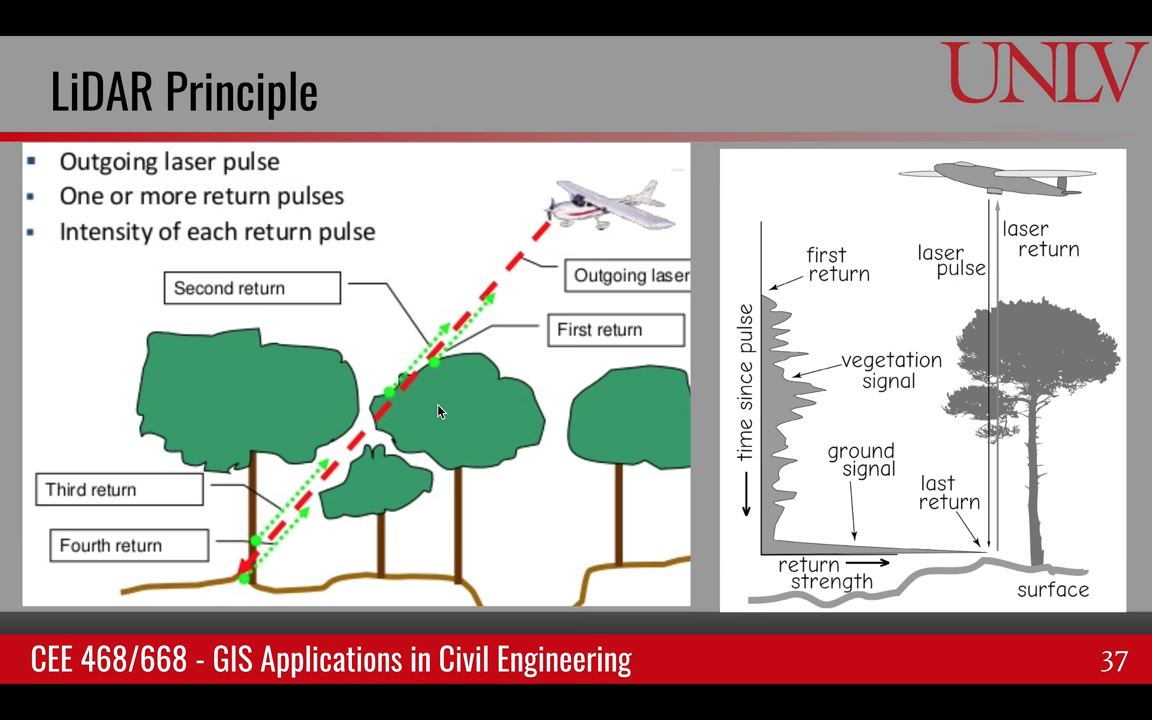 LiDAR Principle
UNLV
Outgoing laser pulse
One or more return pulses
Intensity of each return pulse
Second return
Outgoing laser
First return
Third return
Fourth return
laser
return
laser
pulse
first
return
time since pulse
vegetation
signal
ground
signal
last
return
return
strength
surface
CEE 468/668 - GIS Applications in Civil Engineering
37